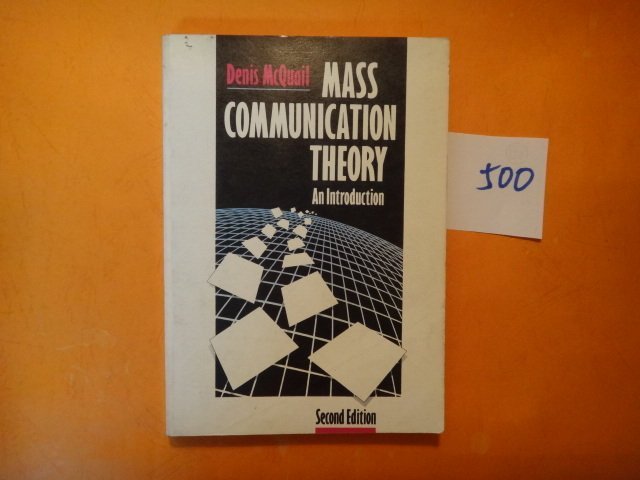 Denis McQuail
MASS
COMMUNICATION
THEORY
An Introduction
500
Second Edition